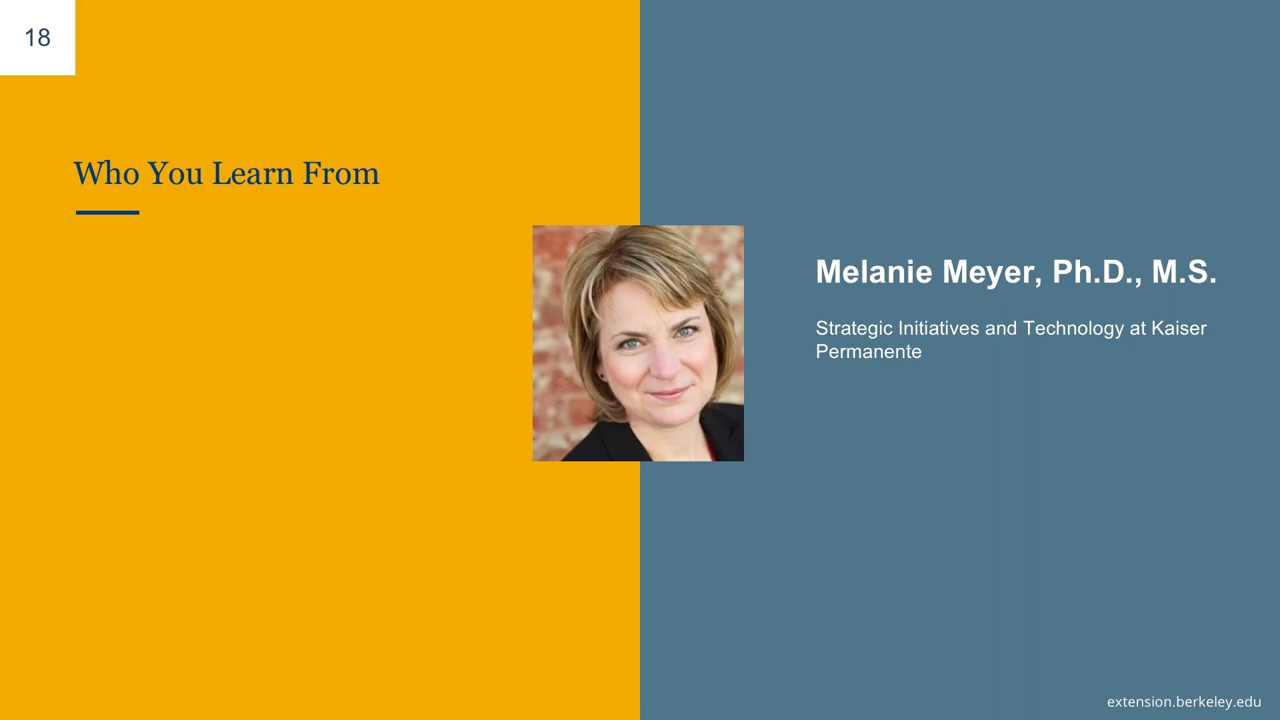 18
Who You Learn From
Melanie Meyer, Ph.D., M.S.
Strategic Initiatives and Technology at Kaiser
Permanente
extension.berkeley.edu